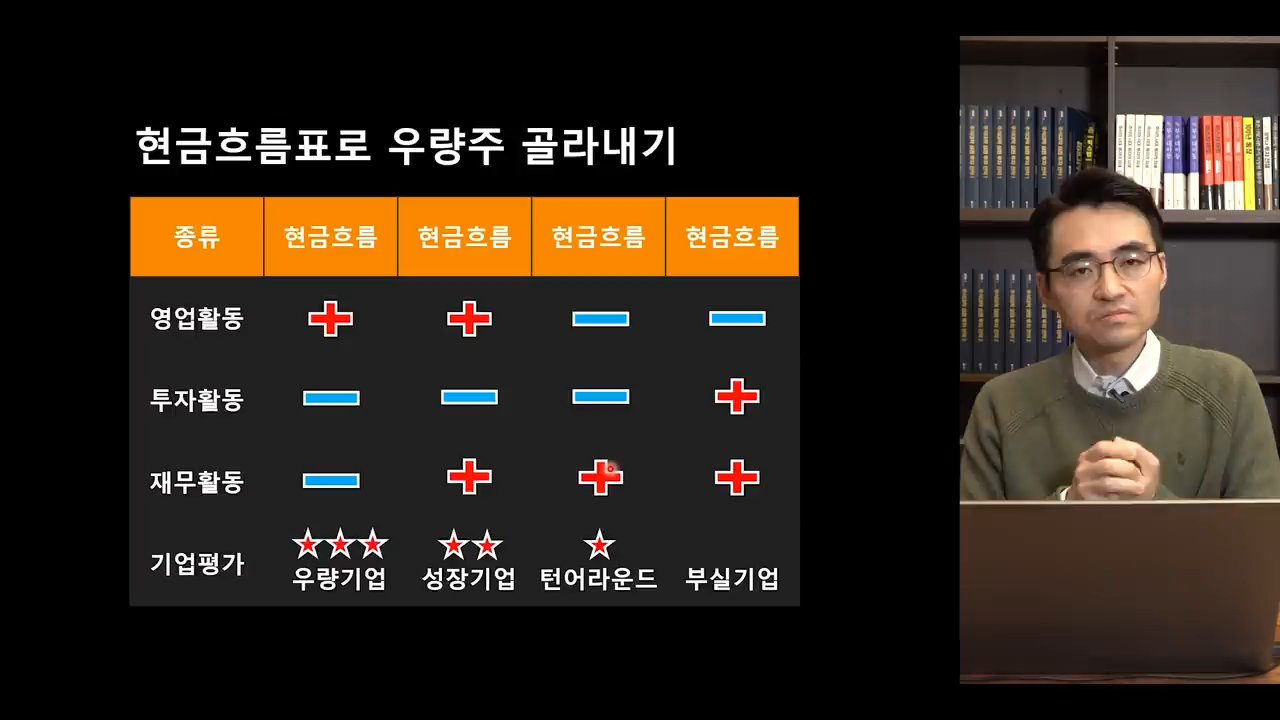 현금흐름표로 우량주 골라내기
종류 현금흐름 현금흐름 현금흐름 현금흐름
영업활동
투자활동
재무활동
기업평가 우량기업 성장기업 턴어라운드 부실기업